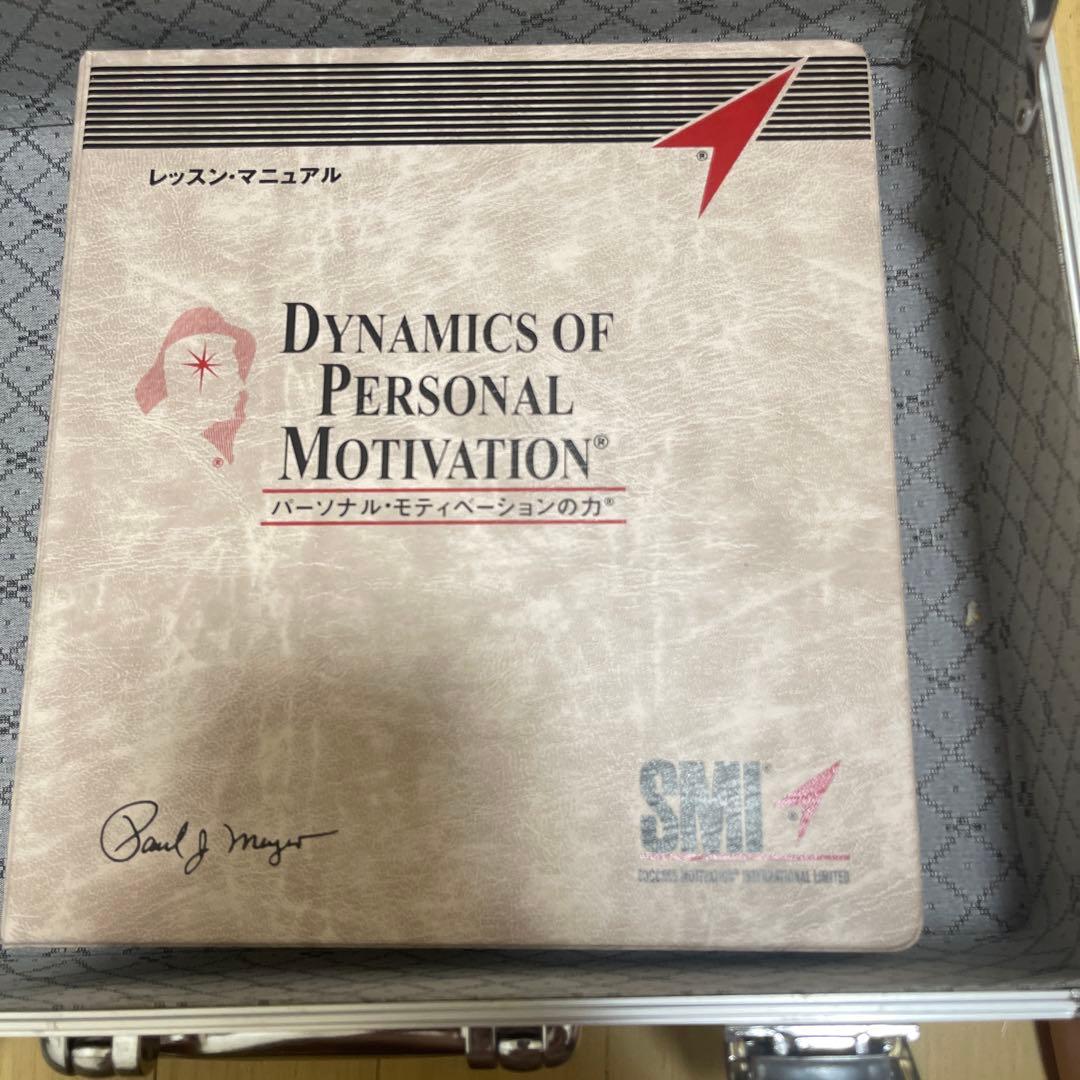 レッスン・マニュアル
®
DYNAMICS OF
PERSONAL
MOTIVATION®
®
パーソナル・モティベーションの力®
Paul J Meyer
SMI®
®
SUCCESS MOTIVATION® INTERNATIONAL LIMITED